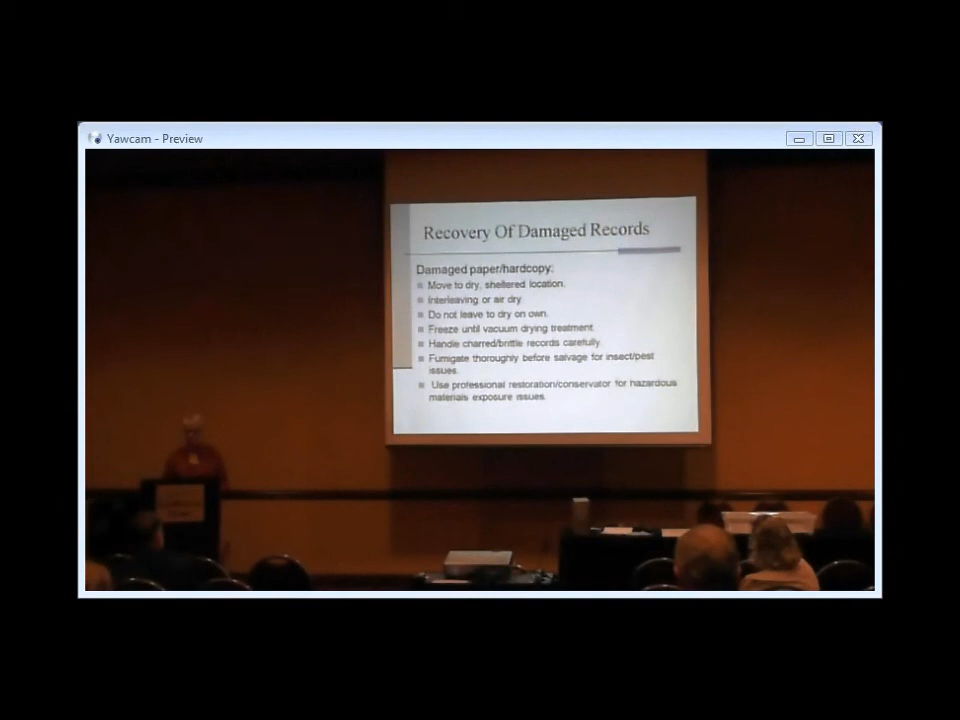 Yawcam - Preview
Recovery Of Damaged Records
Damaged paper/hardcopy:
Move to dry, sheltered location.
Interleaving or air dry
Do not leave to dry on own.
Freeze until vacuum drying treatment.
Handle charred/brittle records carefully
Fumigate thoroughly before salvage for insect/pest
issues.
Use professional restoration/conservator for hazardous
materials exposure issues.